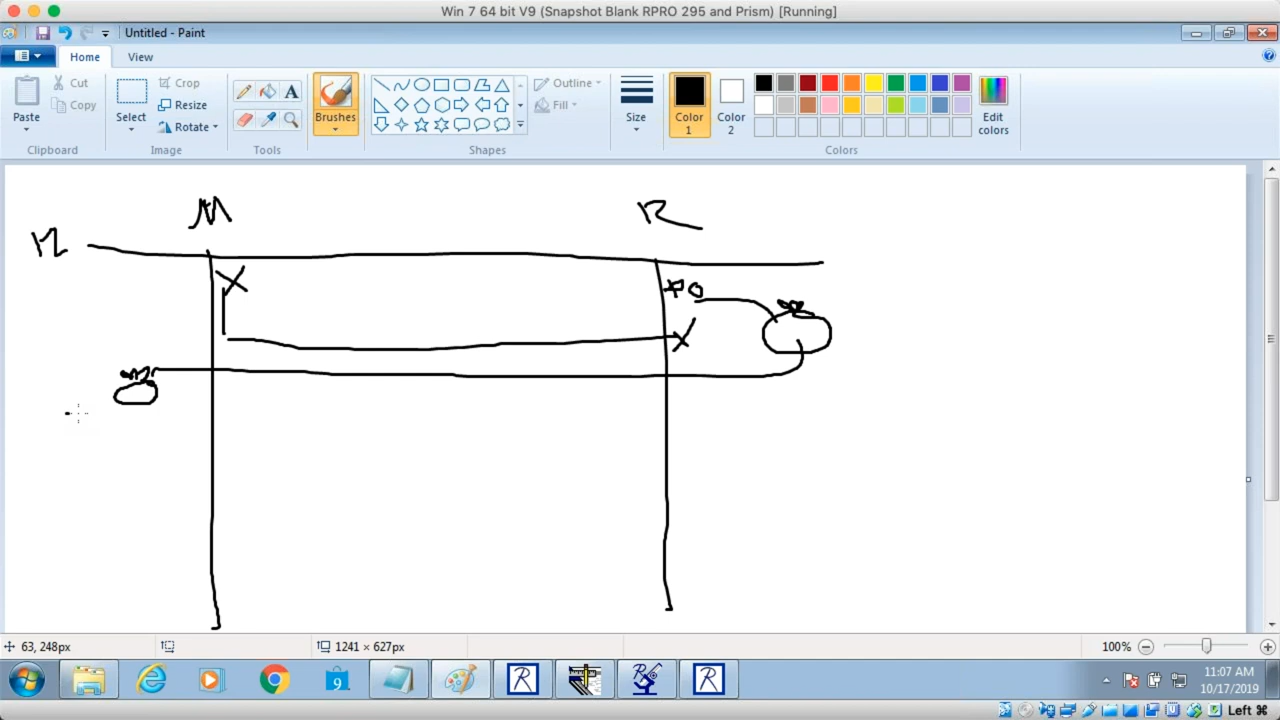 Win 7 64 bit V9 (Snapshot Blank RPRO 295 and Prism) [Running]
Untitled - Paint
Home View
Paste
Cut
Copy
Clipboard
Select
Crop
Resize
Rotate
Image
A
Tools
Brushes
Outline
Fill
Shapes
Size
Color 1
Color 2
Edit colors
Colors
M
R
R
X
X
63, 248px
1241 × 627px
100%
9
R
R
11:07 AM
10/17/2019
Left ⌘